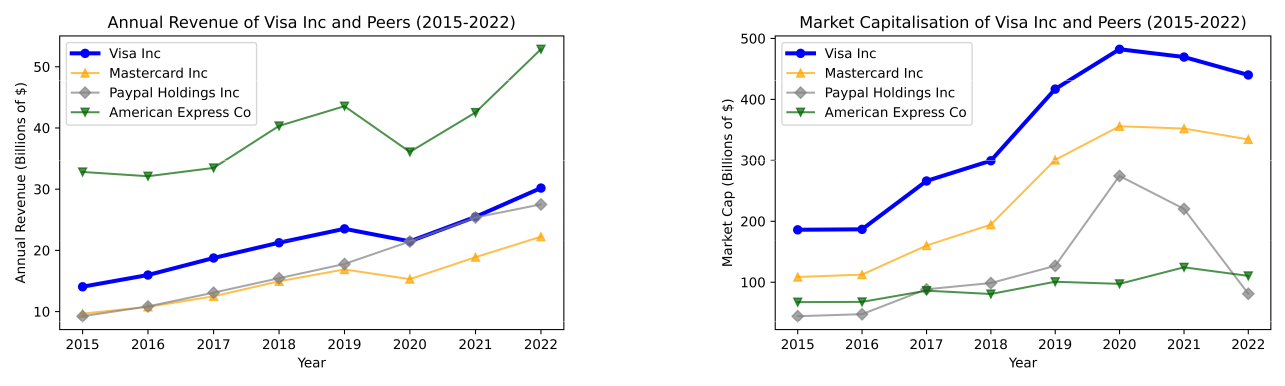 Annual Revenue of Visa Inc and Peers (2015-2022)
Visa Inc
Mastercard Inc
Paypal Holdings Inc
American Express Co
Annual Revenue (Billions of $)
50
40
30
20
10
2015 2016 2017 2018 2019 2020 2021 2022
Year
Market Capitalisation of Visa Inc and Peers (2015-2022)
Visa Inc
Mastercard Inc
Paypal Holdings Inc
American Express Co
Market Cap (Billions of $)
500
400
300
200
100
2015 2016 2017 2018 2019 2020 2021 2022
Year